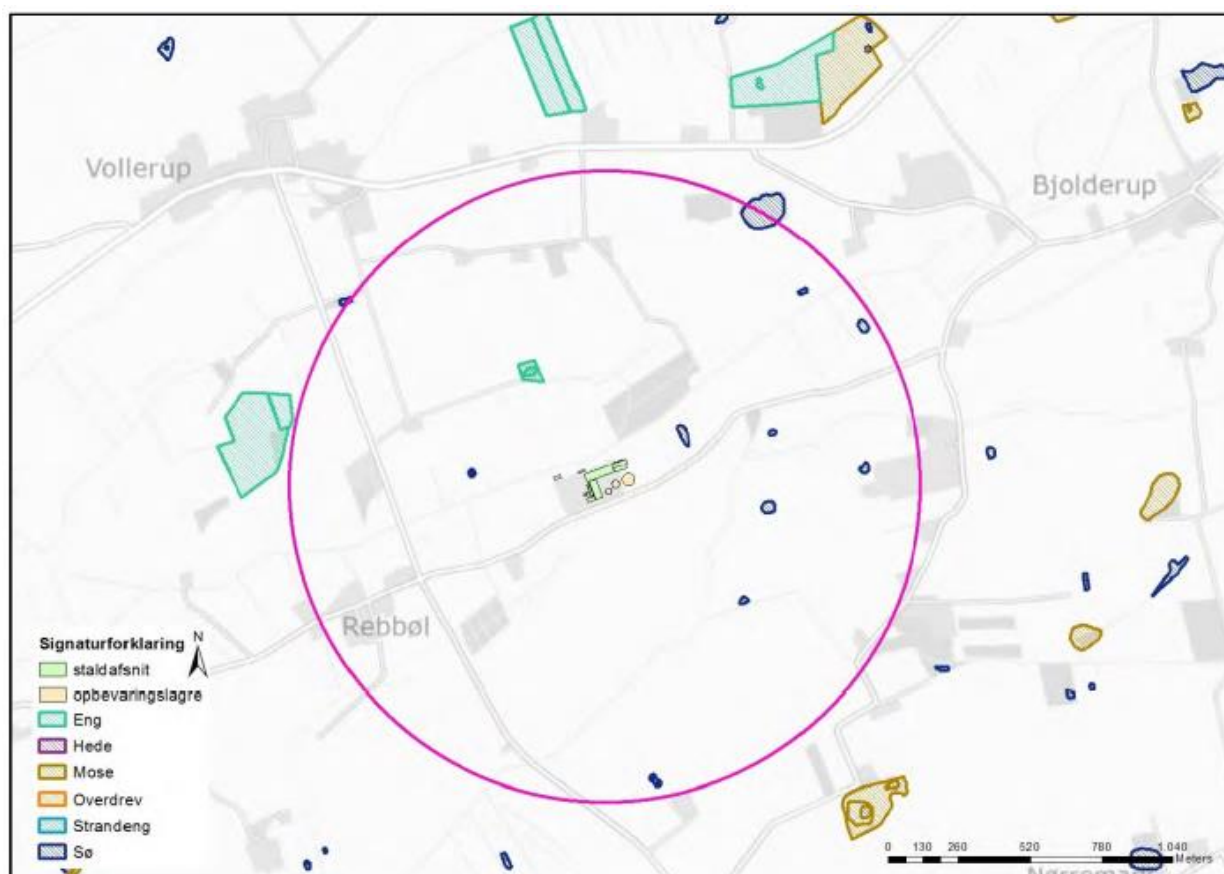 Vollerup
Bjolderup
Rebbøl
Signaturforklaring
N
staldafsnit
opbevaringslagre
Eng
Hede
Mose
Overdrev
Strandeng
Sø
0 130 260 520 780 1.040
Meters